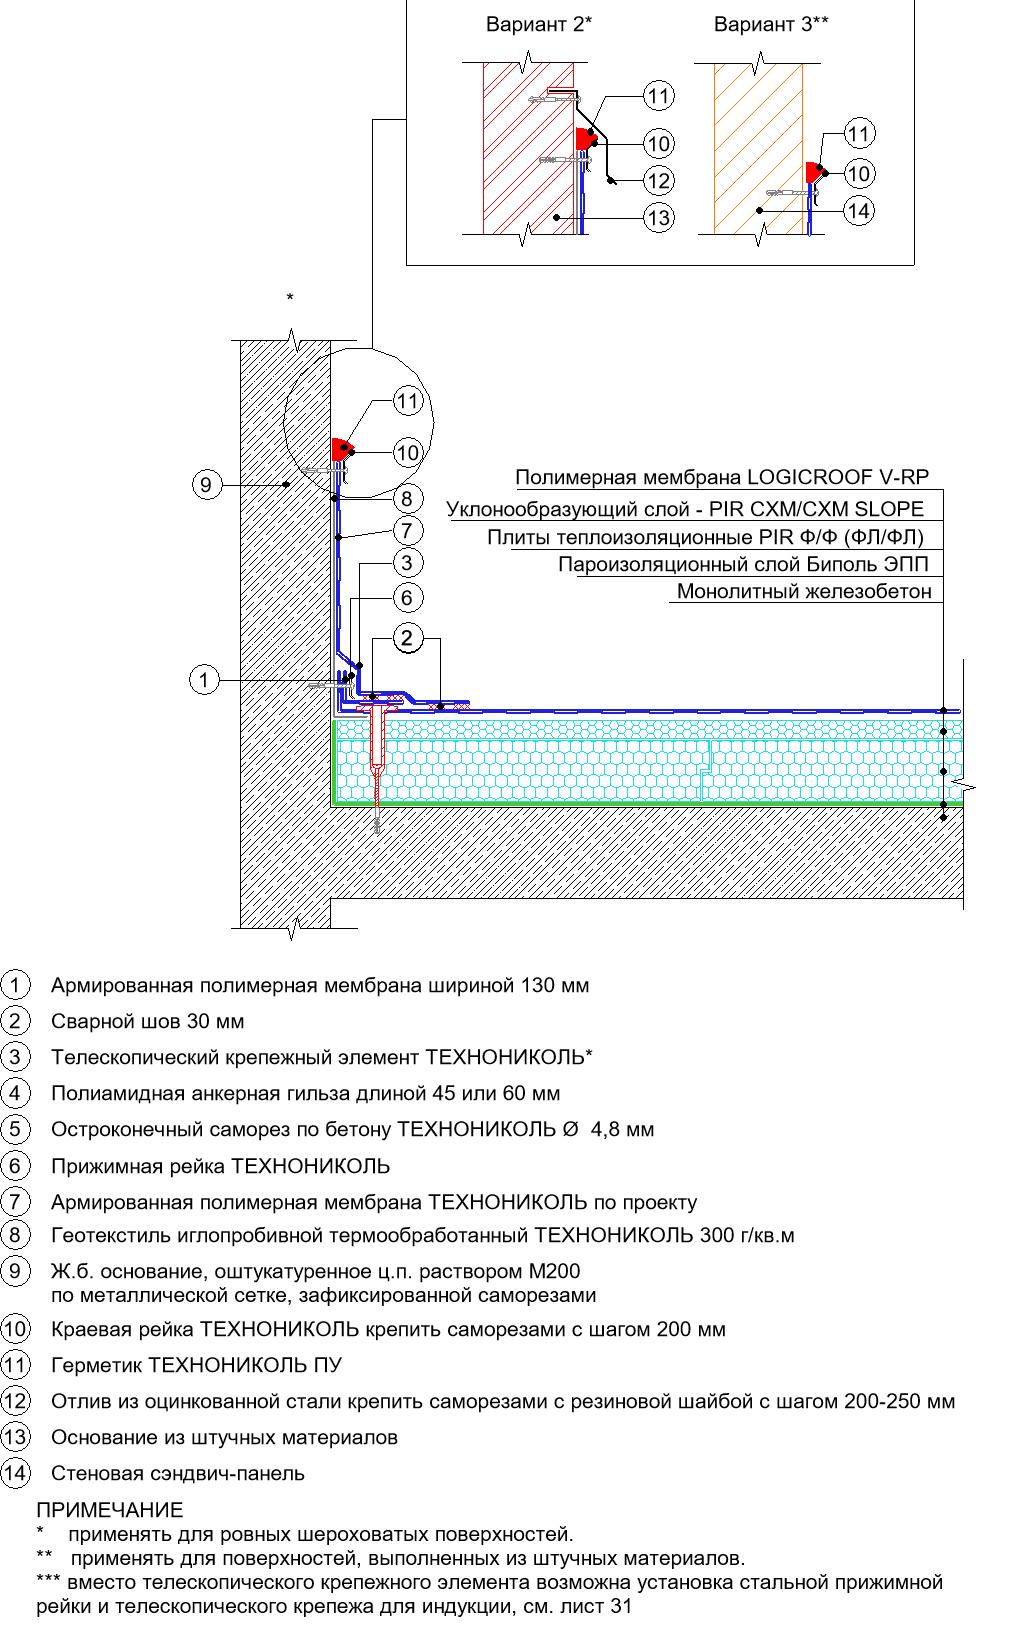 Вариант 2*
Вариант 3**
11
10
12
13
11
10
14
*
11
10
9
8
7
3
6
2
1
Полимерная мембрана LOGICROOF V-RP
Уклонообразующий слой - PIR CXM/CXM SLOPE
Плиты теплоизоляционные PIR Ф/Ф (ФЛ/ФЛ)
Пароизоляционный слой Биполь ЭПП
Монолитный железобетон
1 Армированная полимерная мембрана шириной 130 мм
2 Сварной шов 30 мм
3 Телескопический крепежный элемент ТЕХНОНИКОЛЬ*
4 Полиамидная анкерная гильза длиной 45 или 60 мм
5 Остроконечный саморез по бетону ТЕХНОНИКОЛЬ Ø 4,8 мм
6 Прижимная рейка ТЕХНОНИКОЛЬ
7 Армированная полимерная мембрана ТЕХНОНИКОЛЬ по проекту
8 Геотекстиль иглопробивной термообработанный ТЕХНОНИКОЛЬ 300 г/кв.м
9 Ж.б. основание, оштукатуренное ц.п. раствором М200
по металлической сетке, зафиксированной саморезами
10 Краевая рейка ТЕХНОНИКОЛЬ крепить саморезами с шагом 200 мм
11 Герметик ТЕХНОНИКОЛЬ ПУ
12 Отлив из оцинкованной стали крепить саморезами с резиновой шайбой с шагом 200-250 мм
13 Основание из штучных материалов
14 Стеновая сэндвич-панель
ПРИМЕЧАНИЕ
* применять для ровных шероховатых поверхностей.
** применять для поверхностей, выполненных из штучных материалов.
*** вместо телескопического крепежного элемента возможна установка стальной прижимной
рейки и телескопического крепежа для индукции, см. лист 31